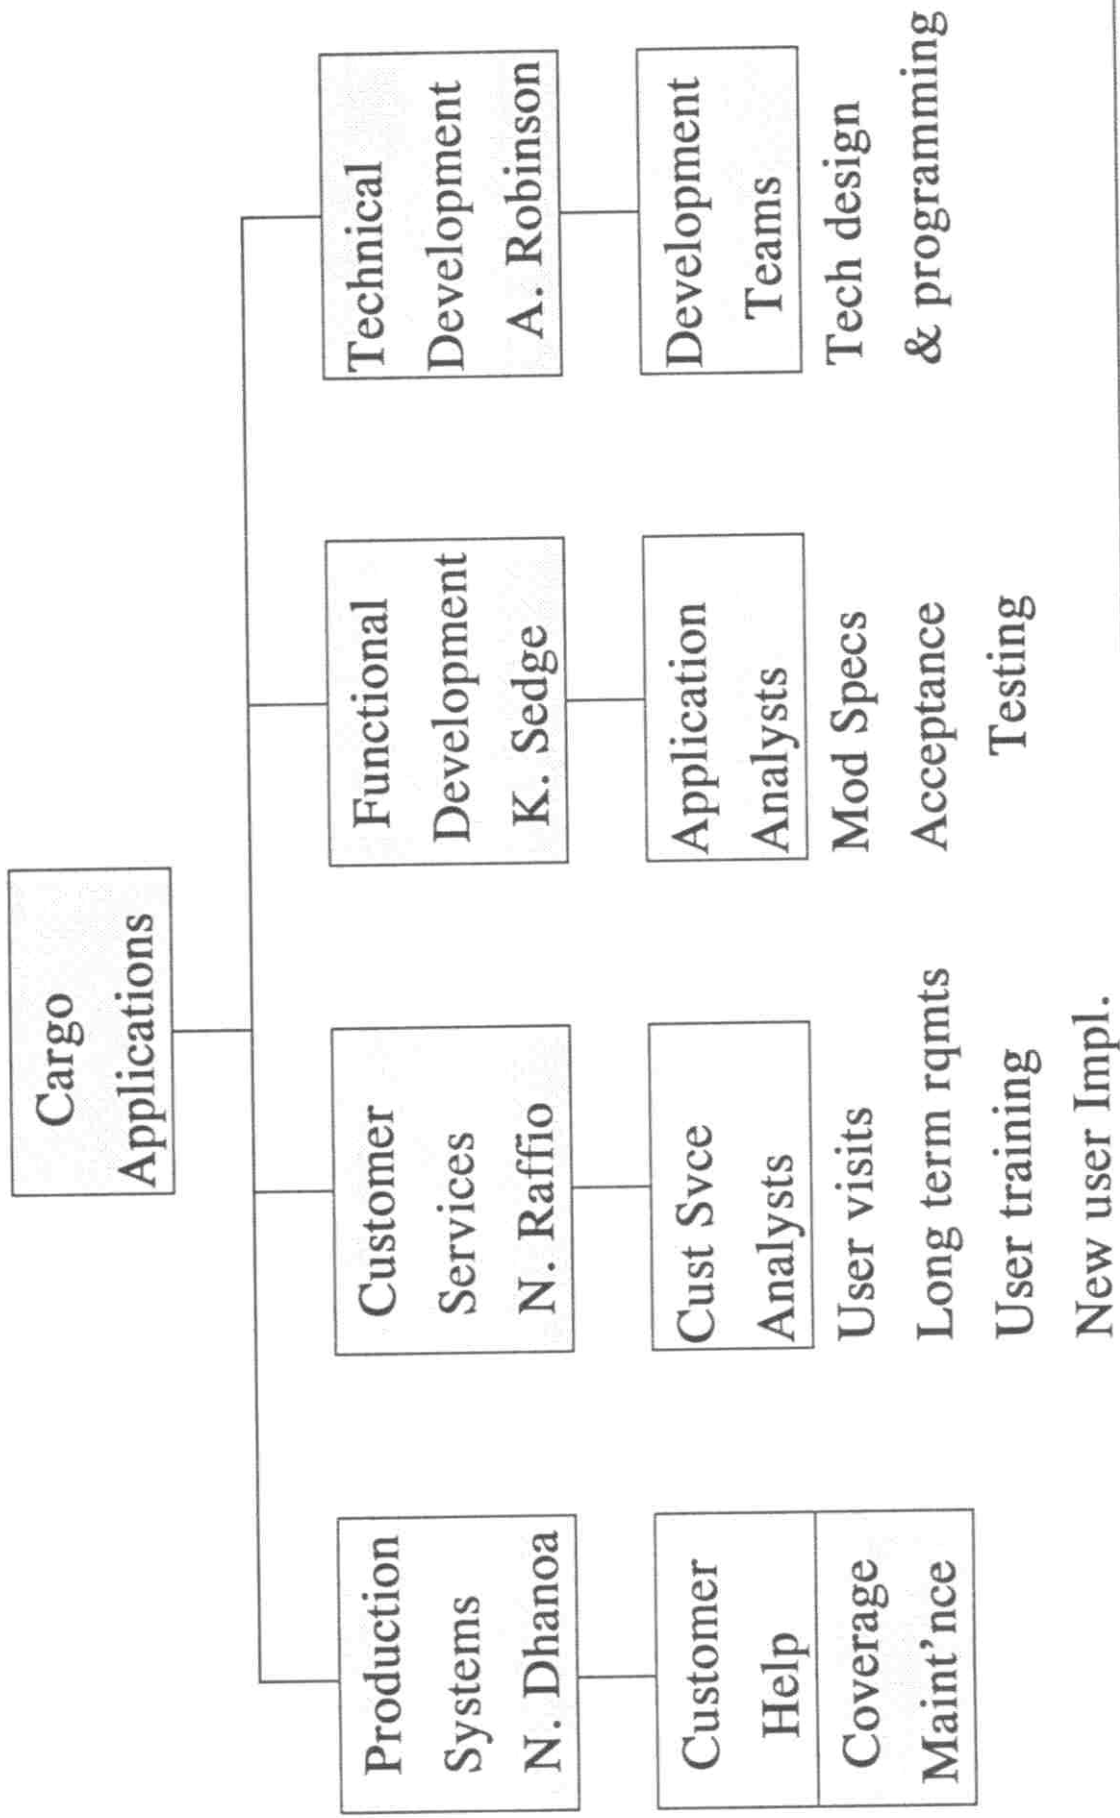 Cargo
Applications
Production
Systems
N. Dhanoa
Customer
Help
Coverage
Maint'nce
Customer
Services
N. Raffio
Cust Svce
Analysts
User visits
Long term rqmts
User training
New user Impl.
Functional
Development
K. Sedge
Application
Analysts
Mod Specs
Acceptance
Testing
Technical
Development
A. Robinson
Development
Teams
Tech design
& programming